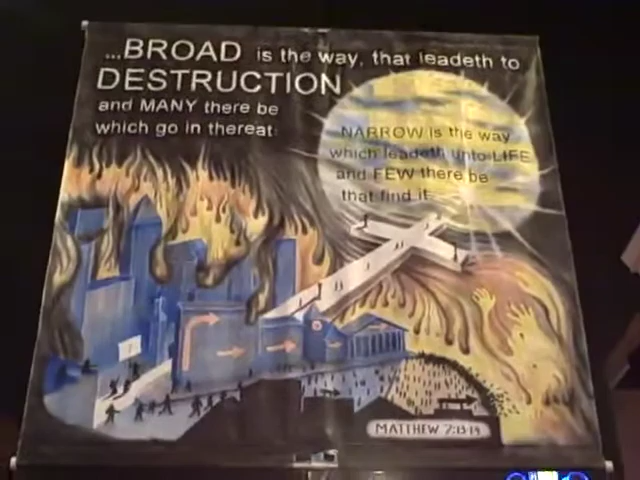 ...BROAD is the way, that leadeth to
DESTRUCTION
and MANY there be
which go in thereat:
NARROW is the way
which leadeth unto LIFE
and FEW there be
that find it.
MATTHEW 7:13-14